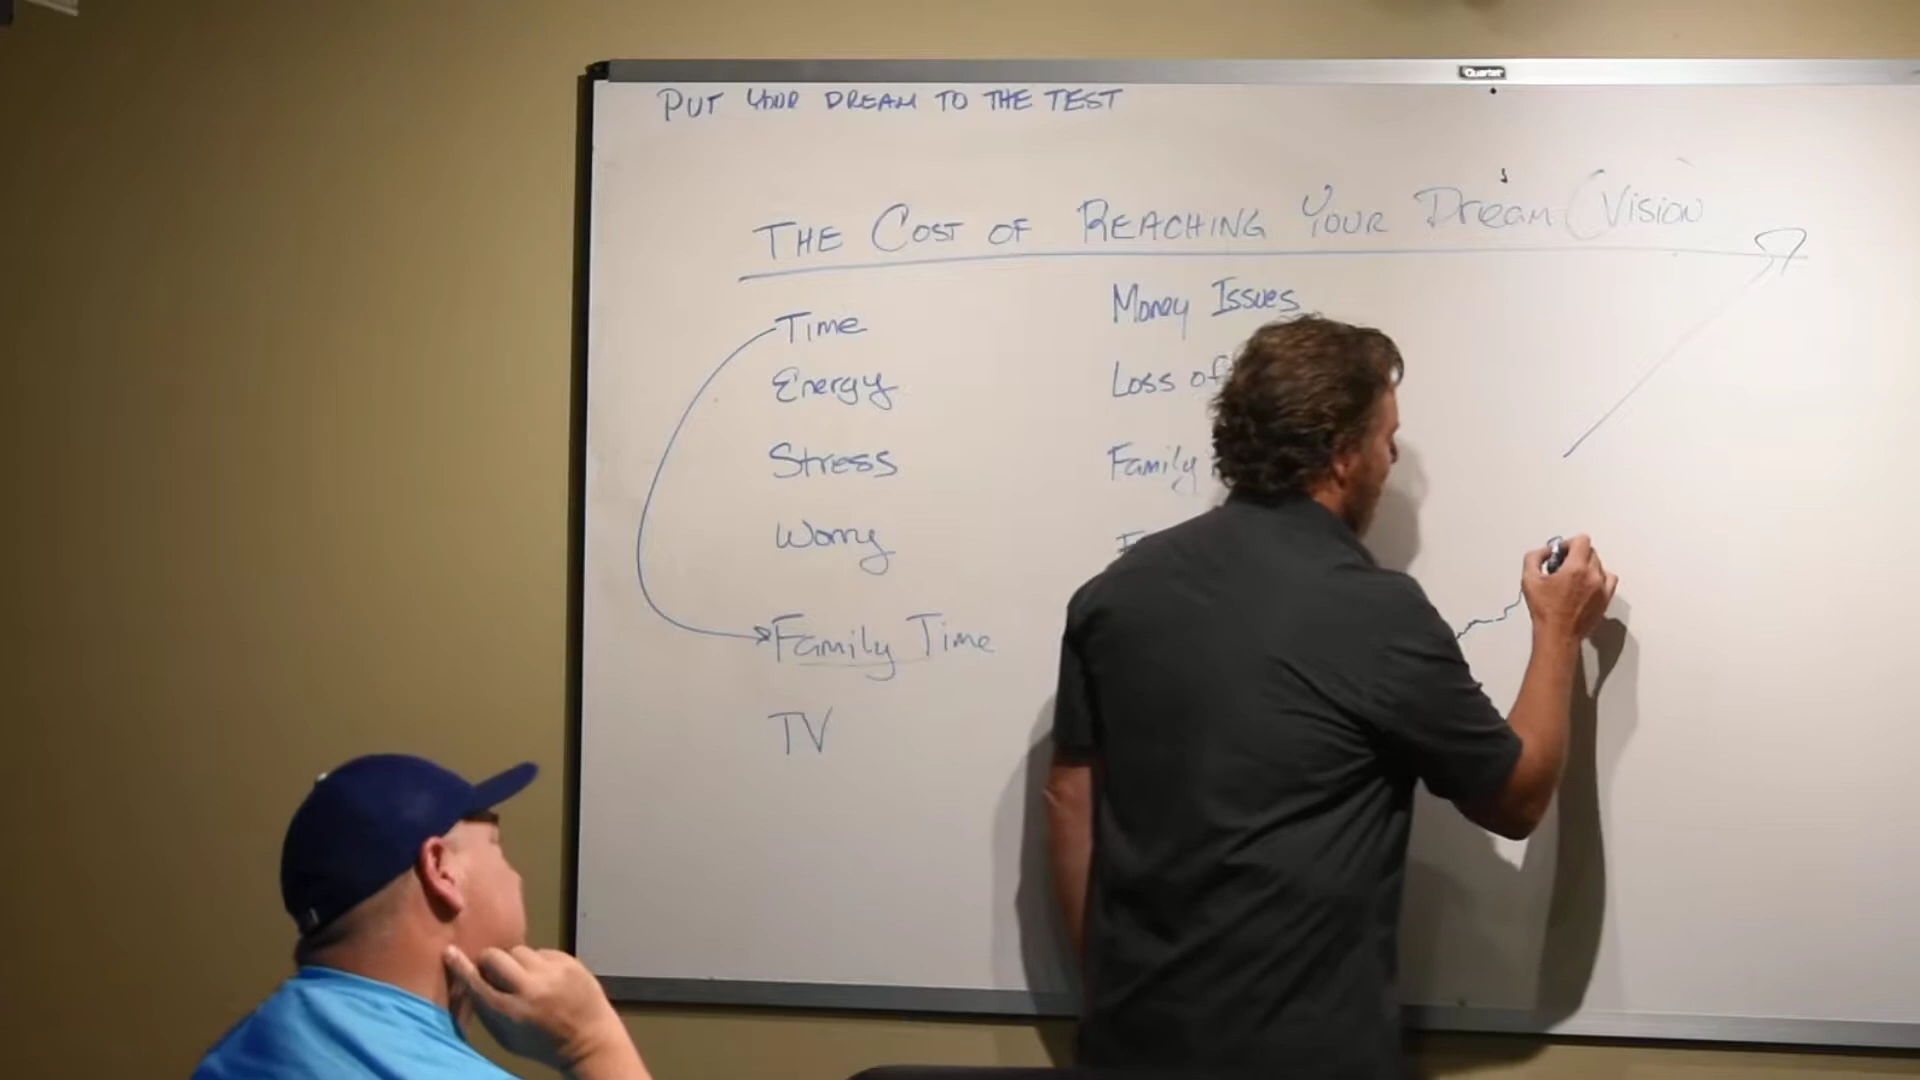 Quartet
PUT YOUR DREAM TO THE TEST
THE COST OF REACHING YOUR Dream (VISION
Time
Energy
Stress
Worry
Family Time
TV
Money Issues
Loss of
Family